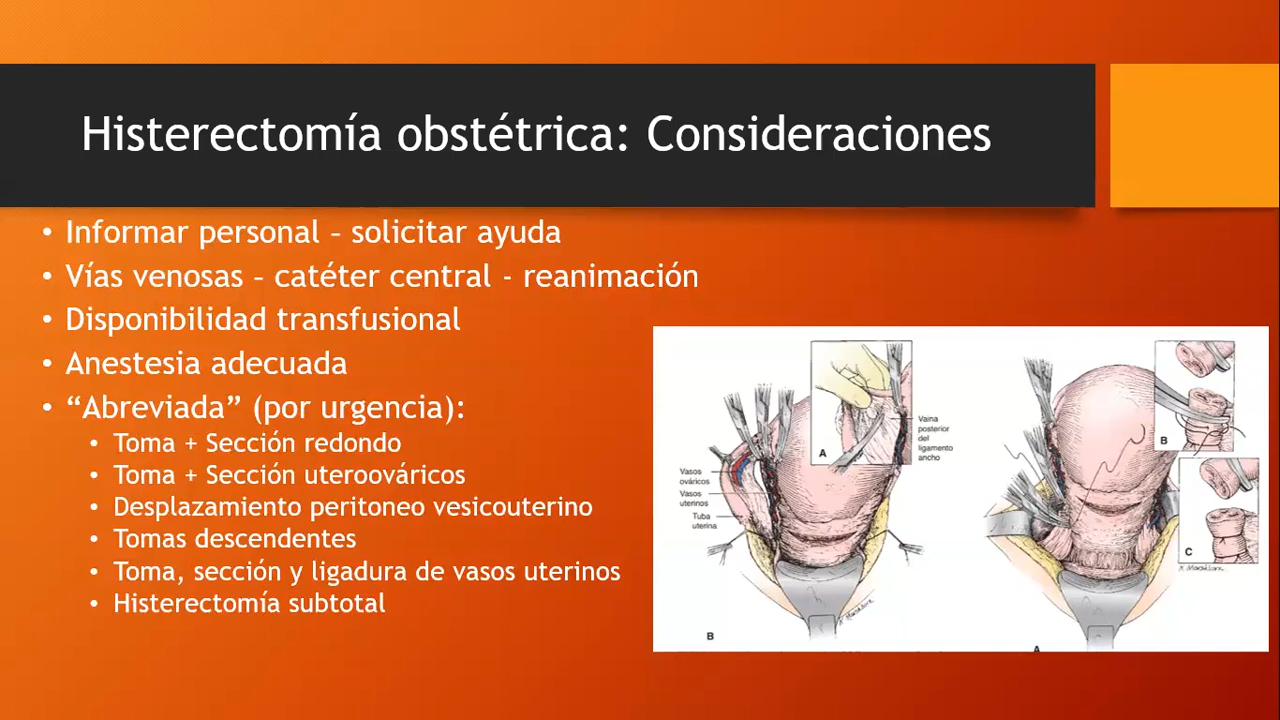 Histerectomía obstétrica: Consideraciones
• Informar personal – solicitar ayuda
• Vías venosas – catéter central - reanimación
• Disponibilidad transfusional
• Anestesia adecuada
• “Abreviada” (por urgencia):
• Toma + Sección redondo
• Toma + Sección uteroováricos
• Desplazamiento peritoneo vesicouterino
• Tomas descendentes
• Toma, sección y ligadura de vasos uterinos
• Histerectomía subtotal
A
Vaina
posterior
del
ligamento
ancho
Vasos
ováricos
Vasos
uterinos
Tuba
uterina
B
B
C
A